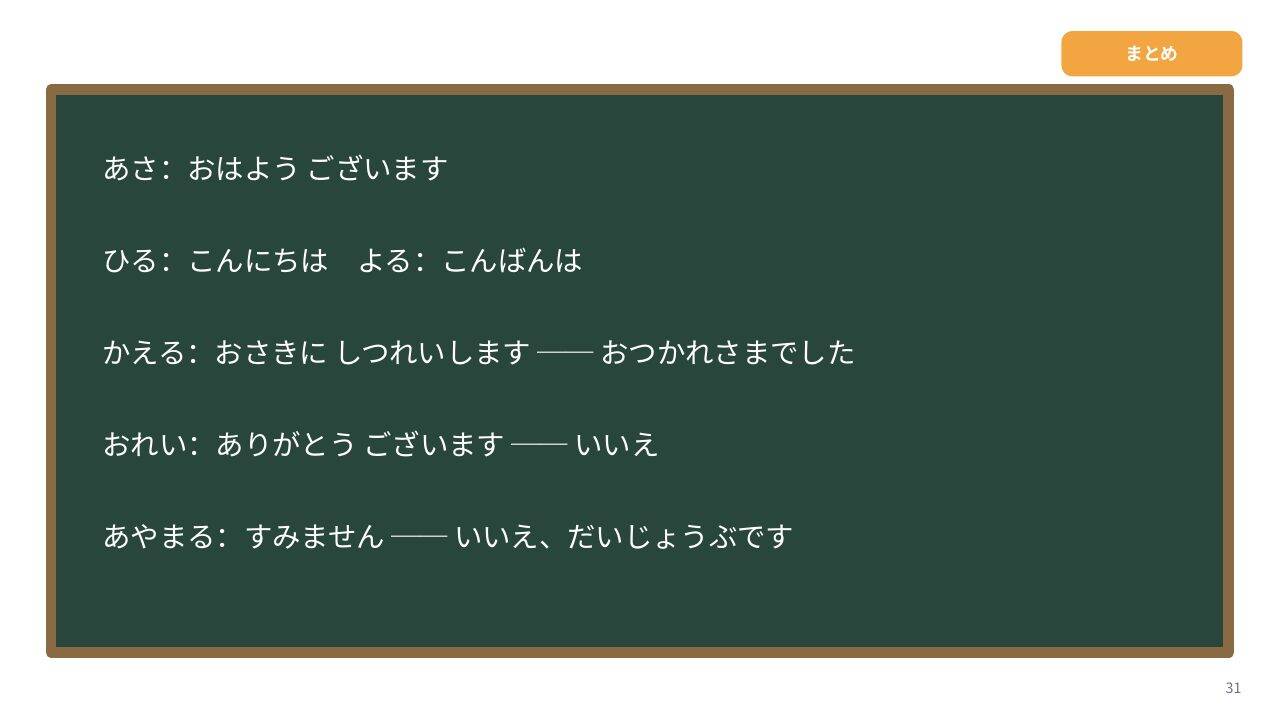 まとめ
あさ：おはよう ございます
ひる：こんにちは　よる：こんばんは
かえる：おさきに しつれいします ―― おつかれさまでした
おれい：ありがとう ございます ―― いいえ
あやまる：すみません ―― いいえ、だいじょうぶです
31